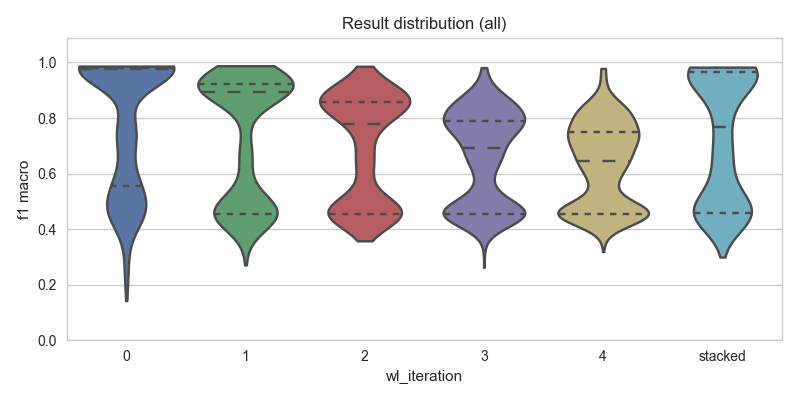 Result distribution (all)
1.0
0.8
0.6
0.4
0.2
0.0
f1 macro
0 1 2 3 4 stacked
wl_iteration